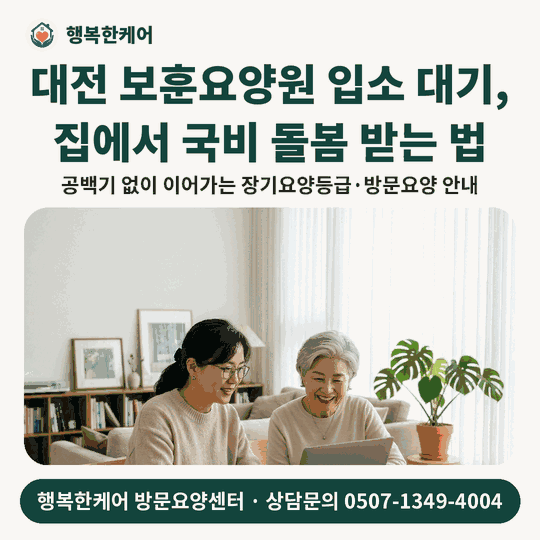 행복한케어
대전 보훈요양원 입소 대기,
집에서 국비 돌봄 받는 법
공백기 없이 이어가는 장기요양등급·방문요양 안내
행복한케어 방문요양센터 · 상담문의 0507-1349-4004